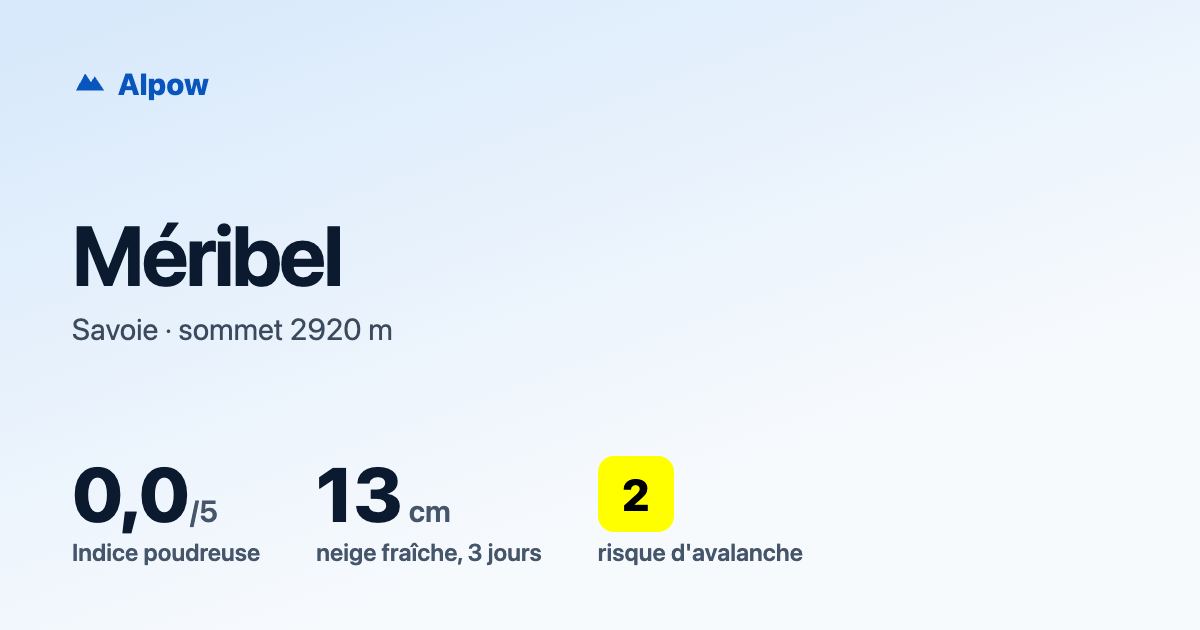 Alpow
Méribel
Savoie · sommet 2920 m
0,0/5
Indice poudreuse
13 cm
neige fraîche, 3 jours
2
risque d'avalanche